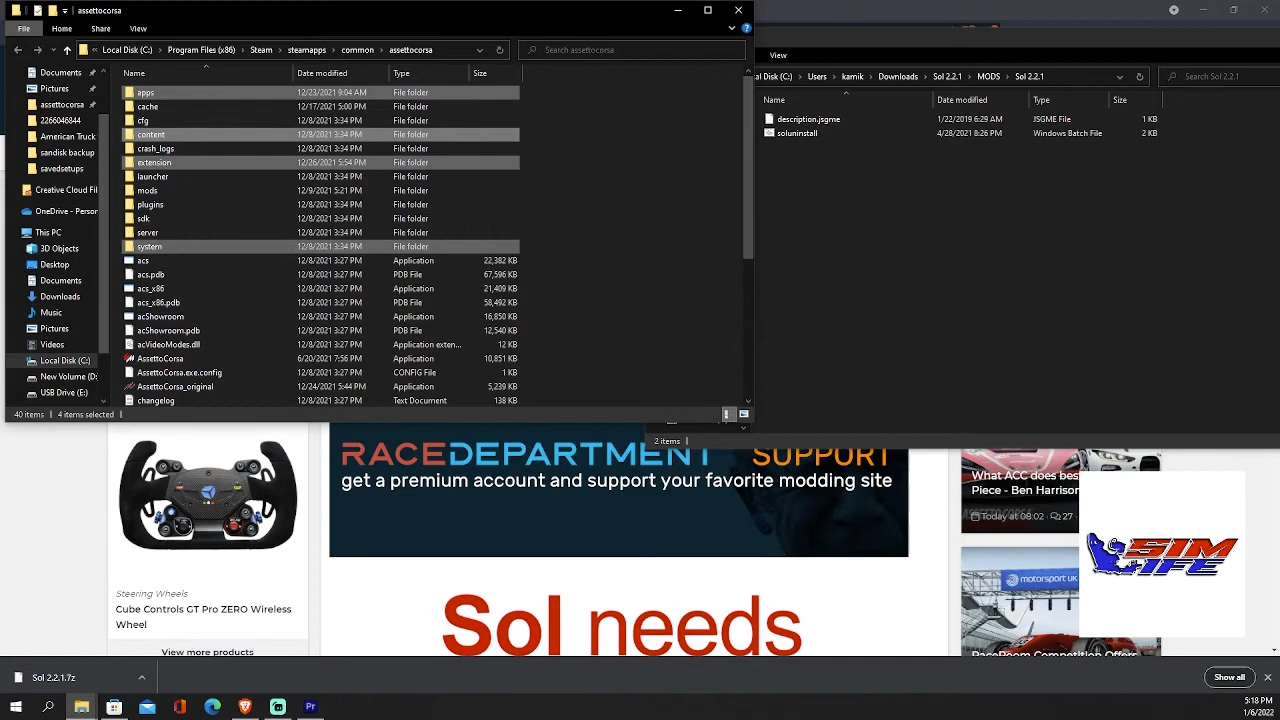 assettocorsa
File Home Share View
Local Disk (C:) Program Files (x86) Steam steamapps common assettocorsa
Search assettocorsa
Name Date modified Type Size
Documents
Pictures
assettocorsa
2266046844
American Truck
sandisk backup
savedsetups
Creative Cloud Fil
OneDrive - Person
This PC
3D Objects
Desktop
Documents
Downloads
Music
Pictures
Videos
Local Disk (C:)
New Volume (D:
USB Drive (E:)
apps 12/23/2021 9:04 AM File folder
cache 12/17/2021 5:00 PM File folder
cfg 12/8/2021 3:34 PM File folder
content 12/8/2021 3:34 PM File folder
crash_logs 12/8/2021 3:34 PM File folder
extension 12/26/2021 5:54 PM File folder
launcher 12/8/2021 3:34 PM File folder
mods 12/9/2021 5:21 PM File folder
plugins 12/8/2021 3:34 PM File folder
sdk 12/8/2021 3:34 PM File folder
server 12/8/2021 3:34 PM File folder
system 12/8/2021 3:34 PM File folder
acs 12/8/2021 3:27 PM Application 22,382 KB
acs.pdb 12/8/2021 3:27 PM PDB File 67,596 KB
acs_x86 12/8/2021 3:27 PM Application 21,409 KB
acs_x86.pdb 12/8/2021 3:27 PM PDB File 58,492 KB
acShowroom 12/8/2021 3:27 PM Application 16,850 KB
acShowroom.pdb 12/8/2021 3:27 PM PDB File 12,540 KB
acVideoModes.dll 12/8/2021 3:27 PM Application exten... 12 KB
AssettoCorsa 6/20/2021 7:56 PM Application 10,851 KB
AssettoCorsa.exe.config 12/8/2021 3:27 PM CONFIG File 1 KB
AssettoCorsa_original 12/24/2021 5:44 PM Application 5,239 KB
changelog 12/8/2021 3:27 PM Text Document 138 KB
40 items 4 items selected
View
al Disk (C:) Users kamik Downloads Sol 2.2.1 MODS Sol 2.2.1
Search Sol 2.2.1
Name Date modified Type Size
description.jsgme 1/22/2019 6:29 AM JSGME File 1 KB
soluninstall 4/28/2021 8:26 PM Windows Batch File 2 KB
2 items
RACEDEPARTMENT SUPPORT
get a premium account and support your favorite modding site
Steering Wheels
Cube Controls GT Pro ZERO Wireless
Wheel
View more products
Sol needs
What ACC does bes
Piece - Ben Harrison
Today at 08:02 27
motorsport uk
RaceRoom Competition Offers
SIM
LIFE
Sol 2.2.1.7z
Show all
Pr
5:18 PM
1/6/2022